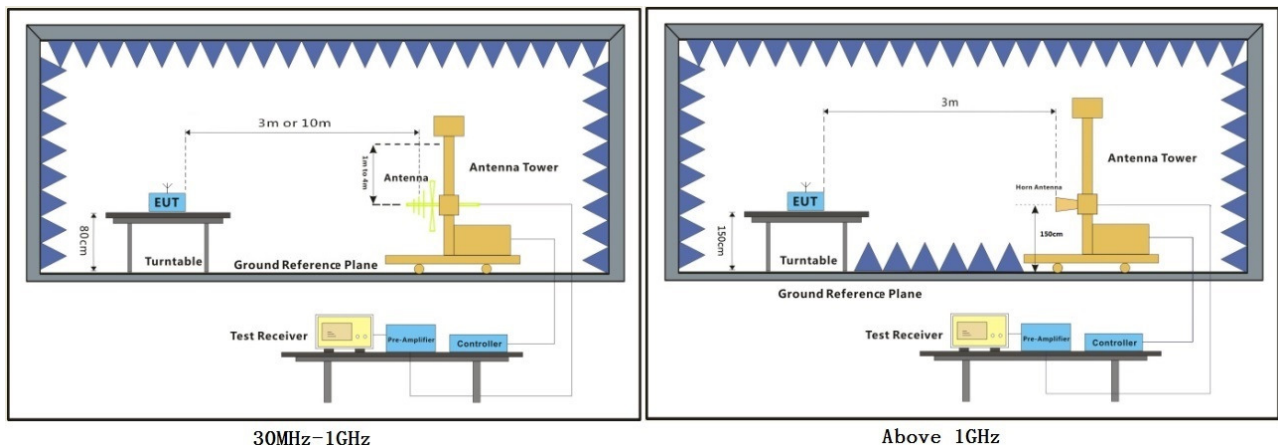 3m or 10m
1m to 4m
Antenna
Antenna Tower
EUT
80cm
Turntable
Ground Reference Plane
Test Receiver
Pre-Amplifier
Controller
30MHz-1GHz
3m
Antenna Tower
Horn Antenna
EUT
150cm
150cm
Turntable
Ground Reference Plane
Test Receiver
Pre-Amplifier
Controller
Above 1GHz